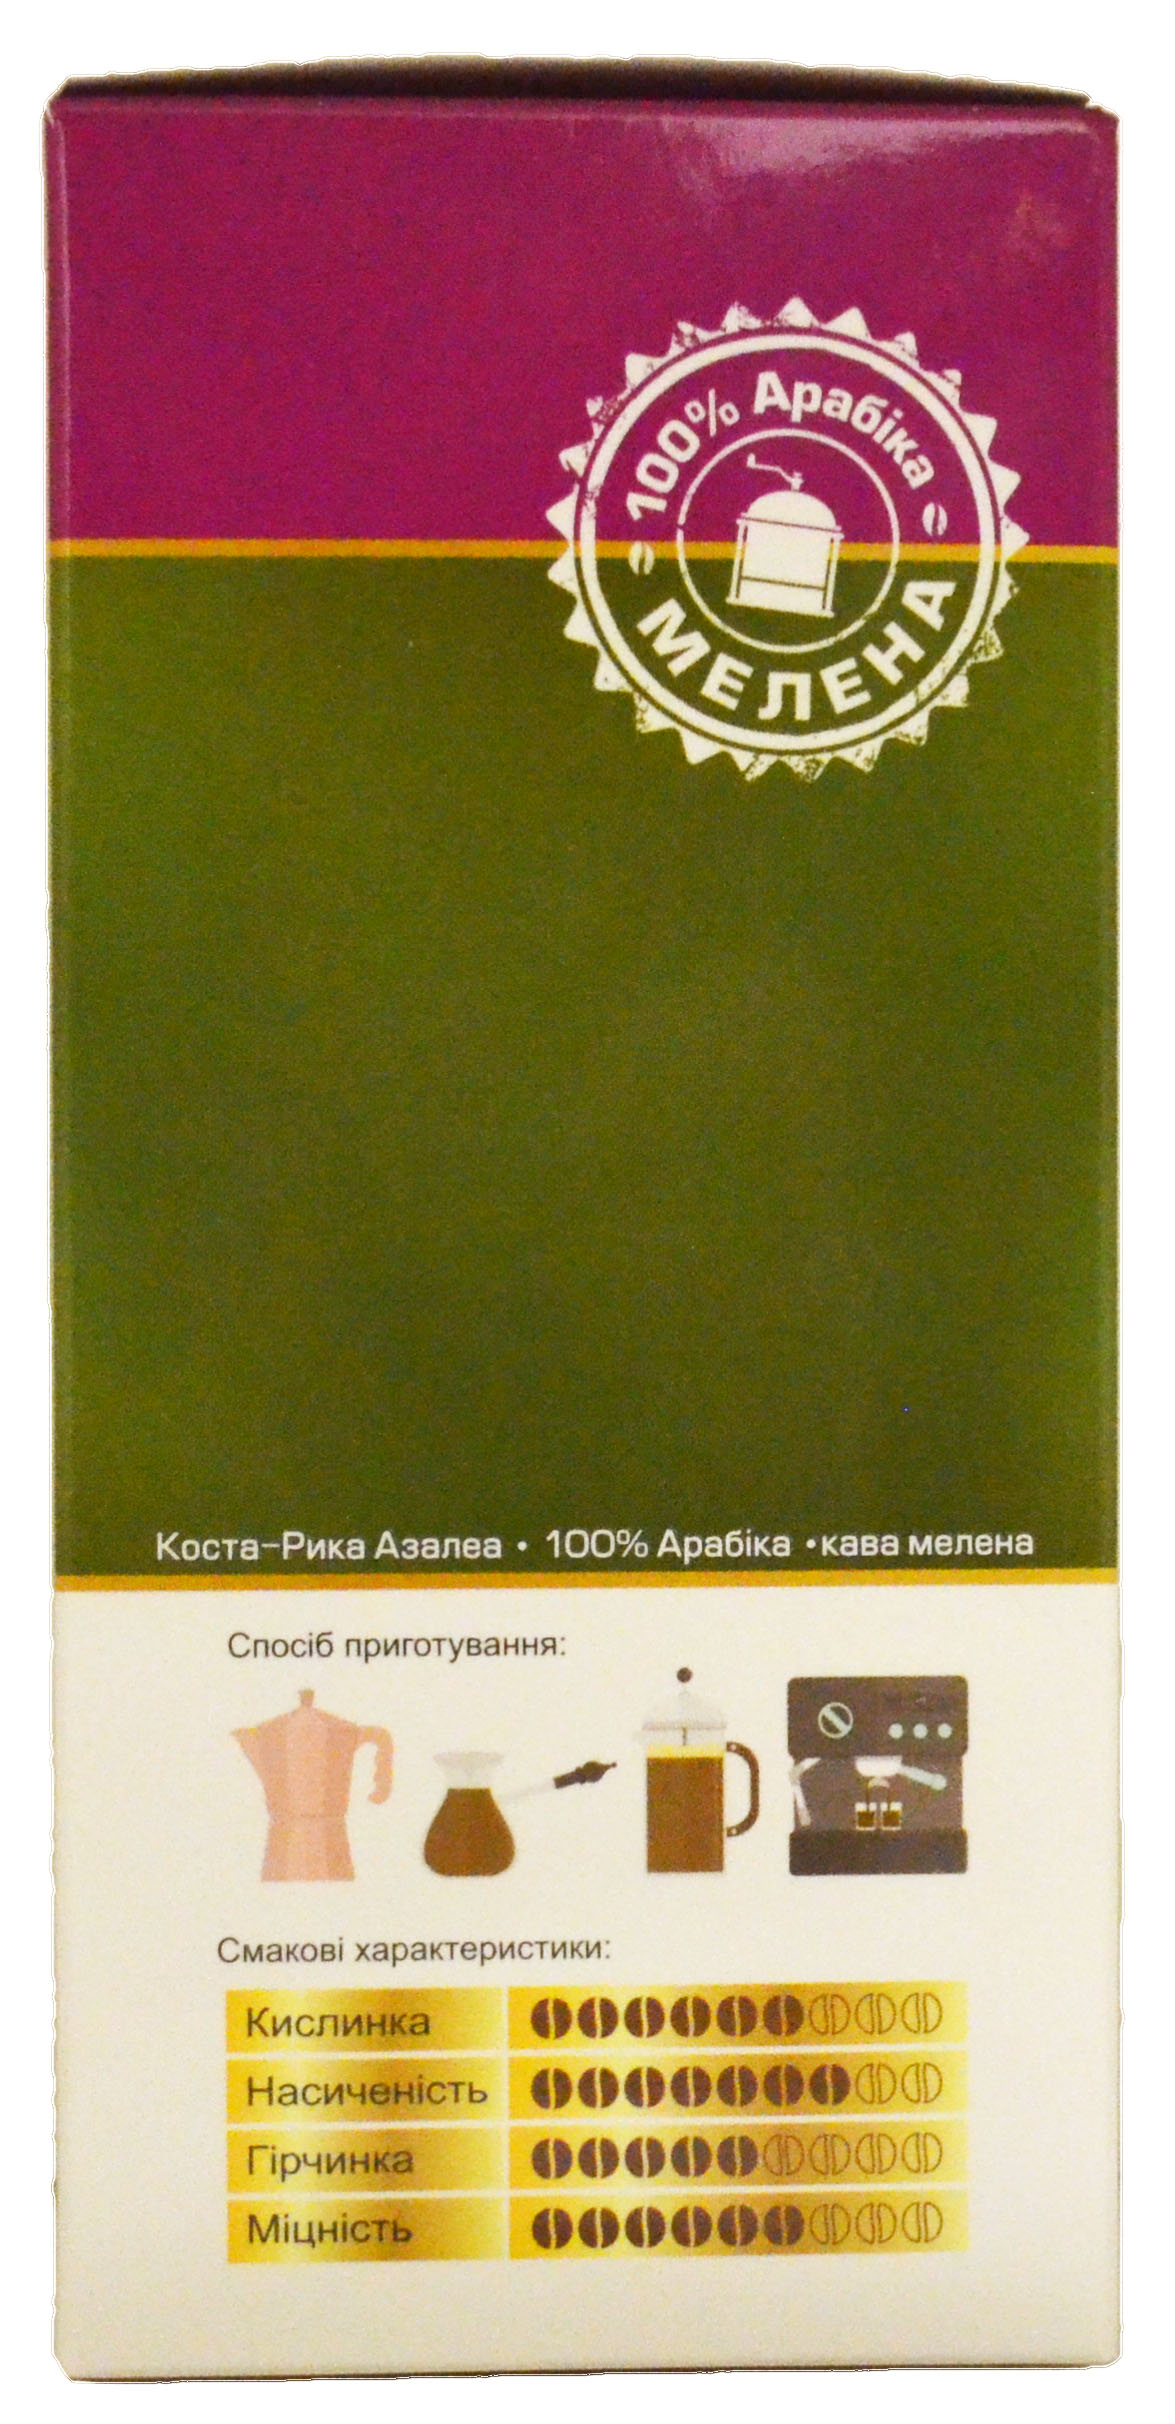 100% Арабіка
МЕЛЕНА
Коста-Рика Азалеа • 100% Арабіка •кава мелена
Спосіб приготування:
Смакові характеристики:
Кислинка
Насиченість
Гірчинка
Міцність